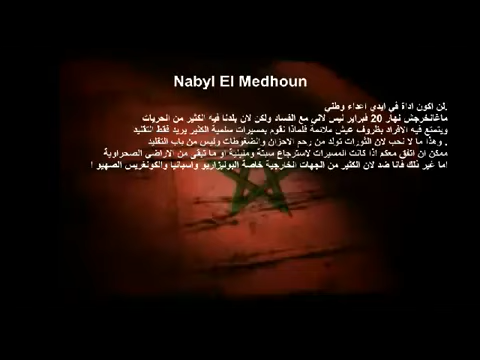 Nabyl El Medhoun
لن اكون اداة في ايدي اعداء وطني.
ماغانخرجش نهار 20 فبراير ليس لاني مع الفساد ولكن لان بلدنا فيه الكثير من الحريات
ويتمتع فيه الافراد بظروف عيش ملائمة فلماذا نقوم بمسيرات سلمية الكثير يريد فقط التقليد
. وهذا ما لا نحب لان الثورات تولد من رحم الاحزان والضغوطات وليس من باب التقليد
ممكن ان اتفق معكم اذا كانت المسيرات لاسترجاع سبتة ومليلية او ما تبقى من الاراضي الصحراوية
اما غير ذلك فانا ضد لان الكثير من الجهات الخارجية خاصة البوليزاريو واسبانيا والكونغريس الصهيو !